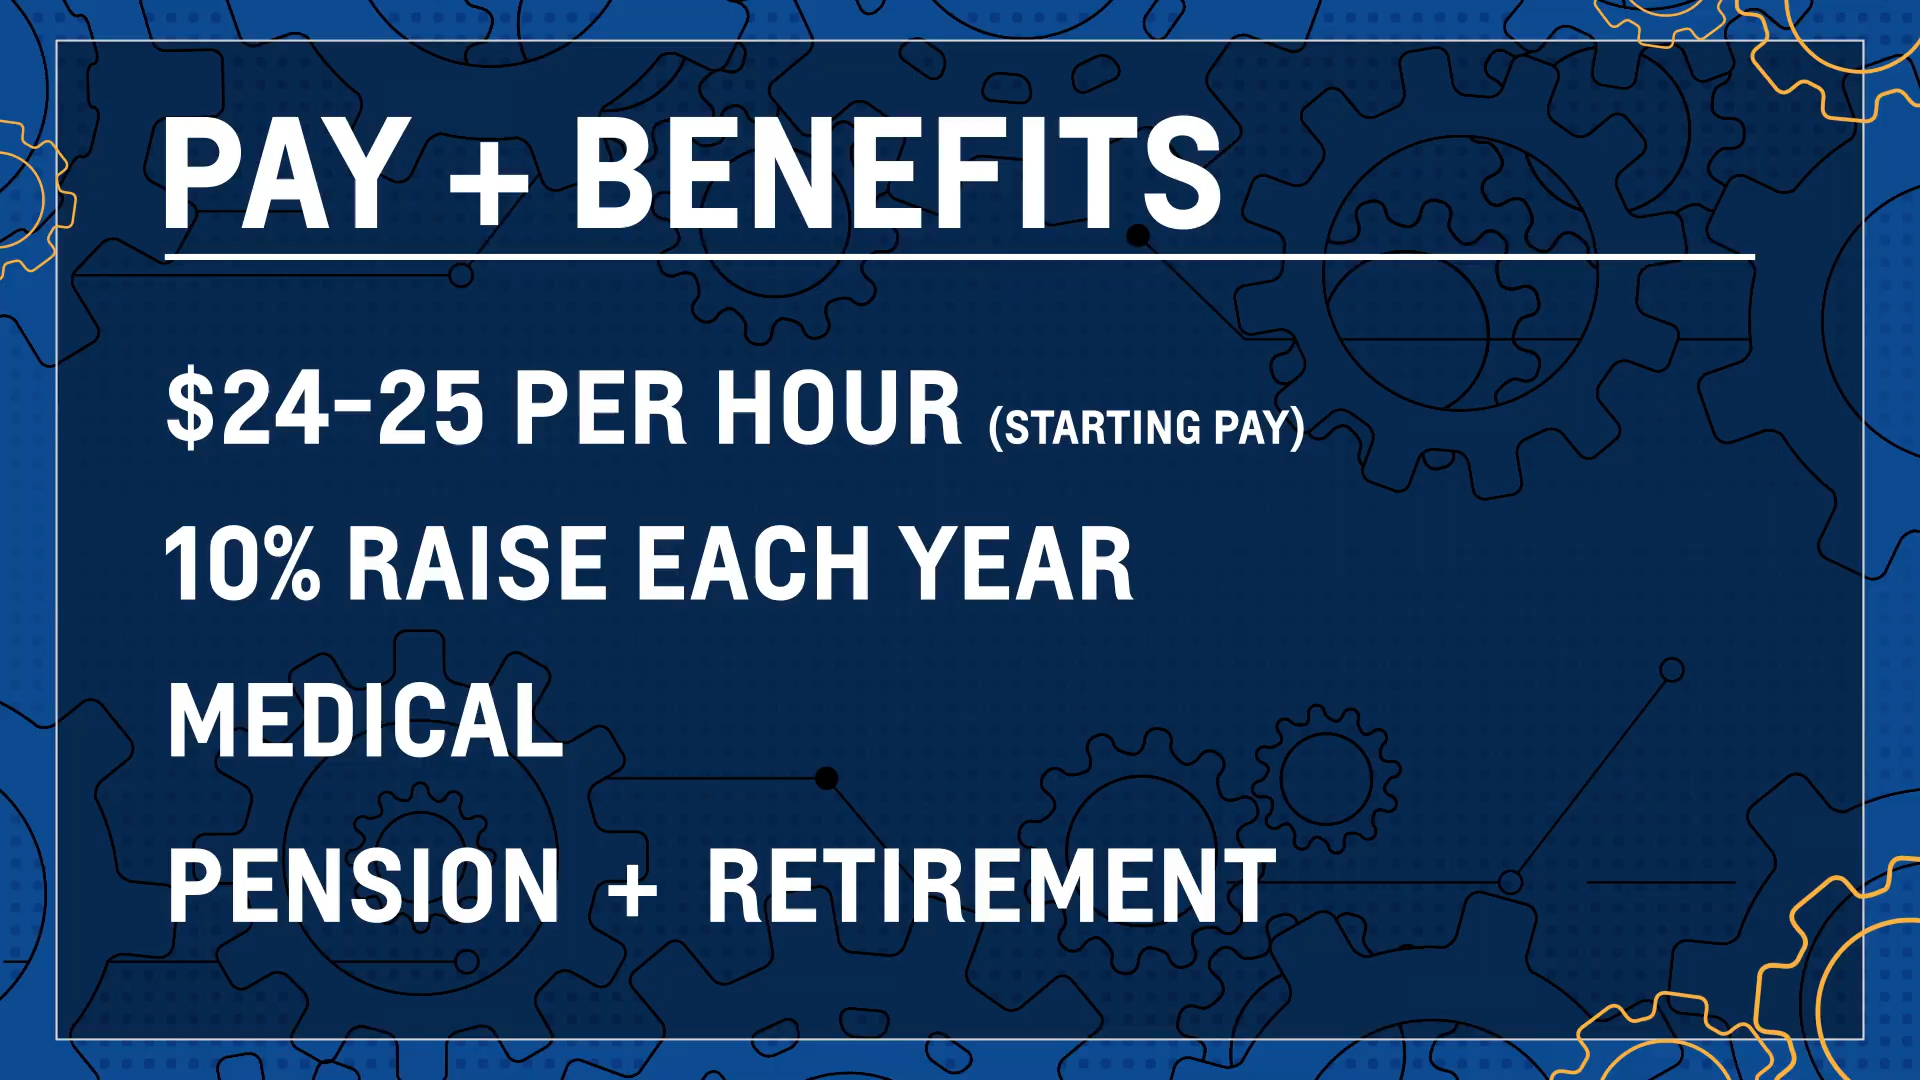 PAY + BENEFITS
$24-25 PER HOUR (STARTING PAY)
10% RAISE EACH YEAR
MEDICAL
PENSION + RETIREMENT